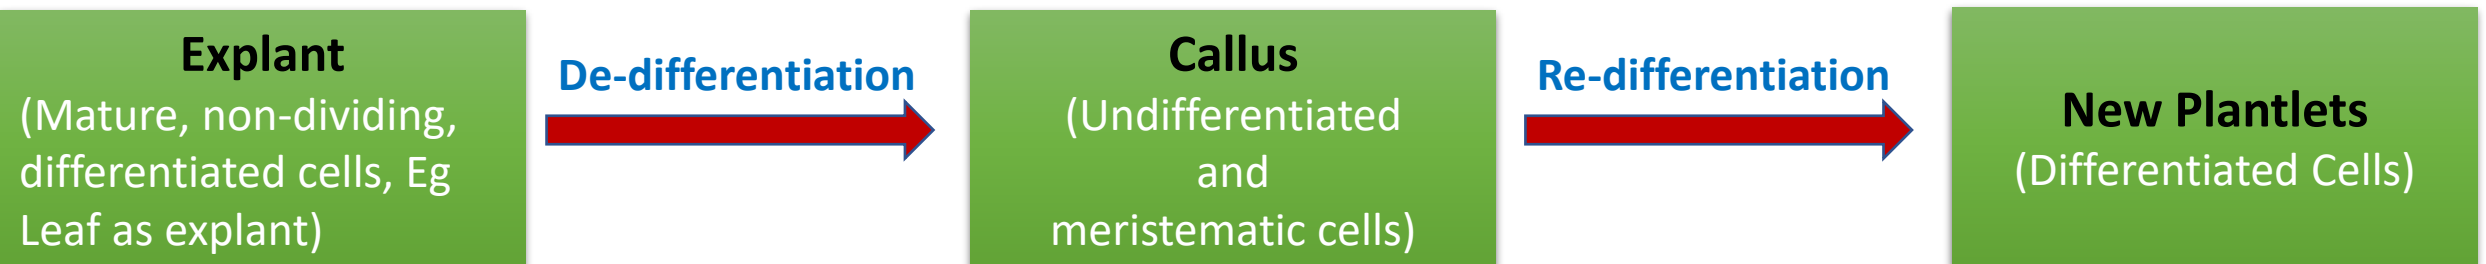 Explant
(Mature, non-dividing,
differentiated cells, Eg
Leaf as explant)
De-differentiation
Callus
(Undifferentiated
and
meristematic cells)
Re-differentiation
New Plantlets
(Differentiated Cells)